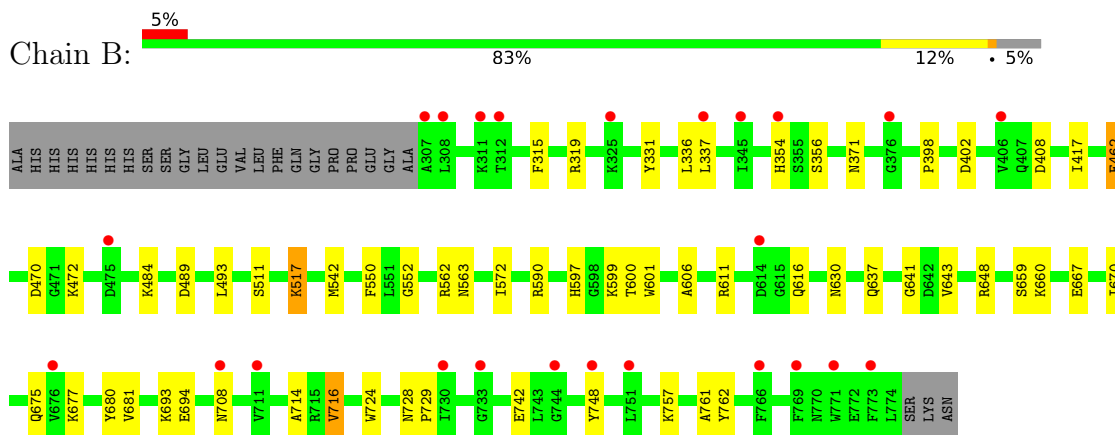 5%
Chain B:
83% 12% • 5%
ALA HIS HIS HIS HIS HIS HIS SER SER GLY LEU GLU VAL LEU PHE GLN GLY PRO PRO GLU GLY ALA A307 L308 K311 T312 F315 R319 K325 Y331 L336 L337 I345 H354 S355 S356 N371 G376 P398 D402 V406 Q407 D408 I417
D470 G471 K472 D475 K484 D489 L493 S511 K517 M542 F550 L551 G552 R562 N563 I572 R590 H597 G598 K599 T600 W601 A606 R611 D614 G615 Q616 N630 Q637 G641 D642 V643 R648 S659 K660 E667
Q675 V676 K677 Y680 V681 K693 E694 N708 V711 A714 R715 V716 W724 N728 P729 I730 G733 E742 L743 G744 Y748 L751 K757 A761 Y762 F766 F769 N770 W771 E772 F773 L774 SER LYS ASN